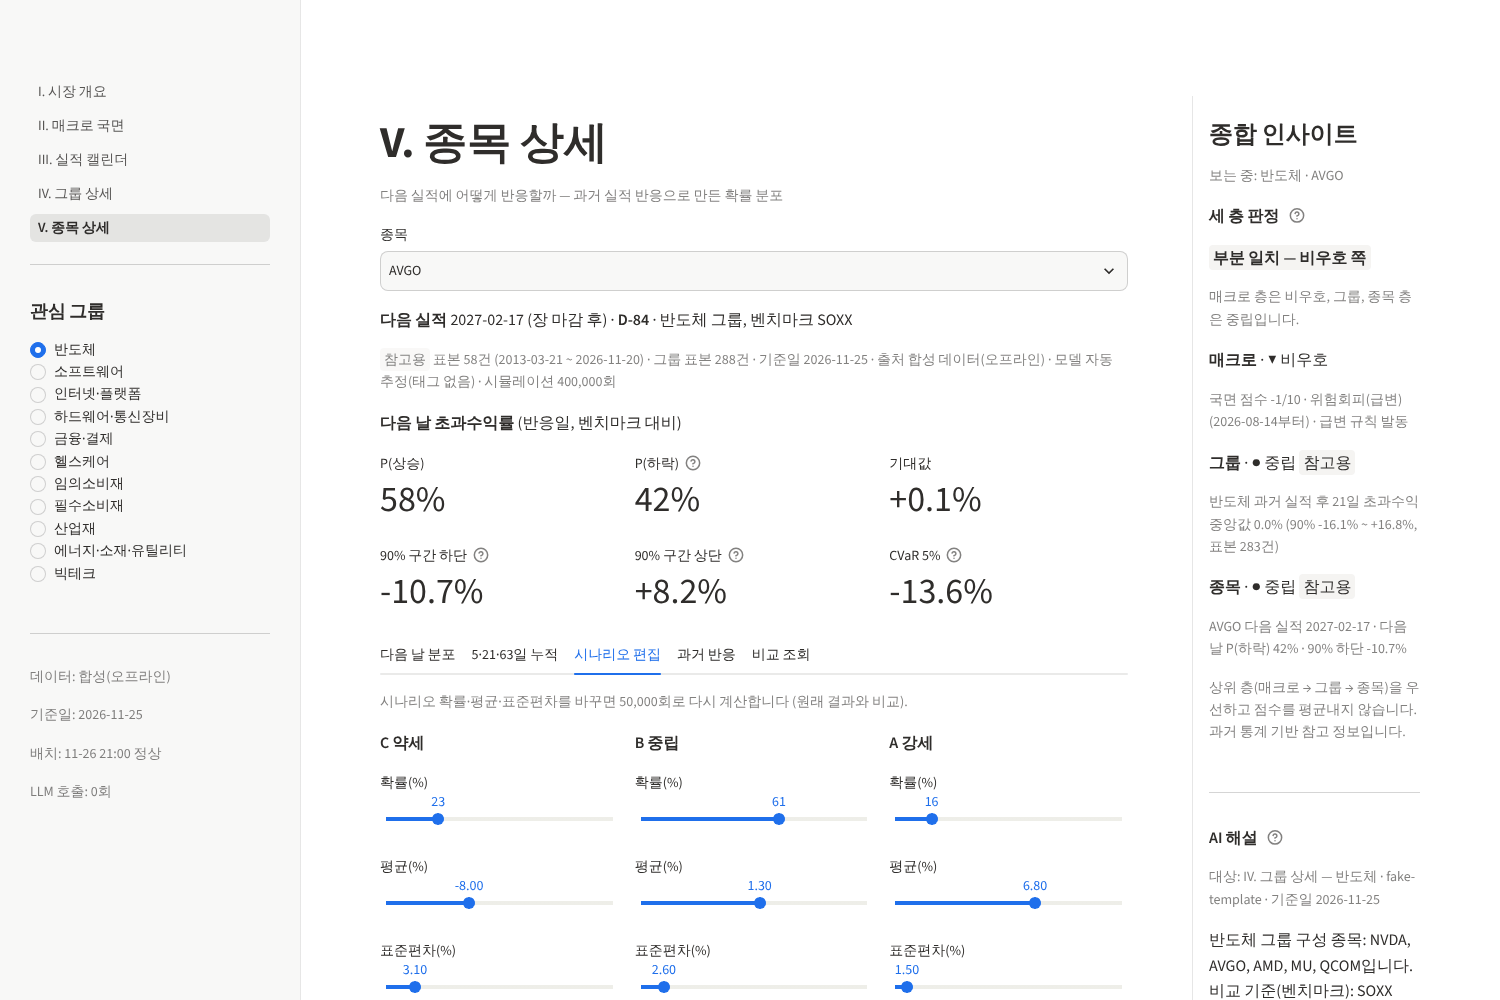 I. 시장 개요
II. 매크로 국면
III. 실적 캘린더
IV. 그룹 상세
V. 종목 상세
관심 그룹
반도체
소프트웨어
인터넷·플랫폼
하드웨어·통신장비
금융·결제
헬스케어
임의소비재
필수소비재
산업재
에너지·소재·유틸리티
빅테크
데이터: 합성(오프라인)
기준일: 2026-11-25
배치: 11-26 21:00 정상
LLM 호출: 0회
V. 종목 상세
다음 실적에 어떻게 반응할까 — 과거 실적 반응으로 만든 확률 분포
종목
AVGO
다음 실적 2027-02-17 (장 마감 후) · D-84 · 반도체 그룹, 벤치마크 SOXX
참고용 표본 58건 (2013-03-21 ~ 2026-11-20) · 그룹 표본 288건 · 기준일 2026-11-25 · 출처 합성 데이터(오프라인) · 모델 자동
추정(태그 없음) · 시뮬레이션 400,000회
다음 날 초과수익률 (반응일, 벤치마크 대비)
P(상승)
58%
P(하락)
42%
기대값
+0.1%
90% 구간 하단
-10.7%
90% 구간 상단
+8.2%
CVaR 5%
-13.6%
다음 날 분포 5·21·63일 누적 시나리오 편집 과거 반응 비교 조회
시나리오 확률·평균·표준편차를 바꾸면 50,000회로 다시 계산합니다 (원래 결과와 비교).
C 약세
확률(%)
23
평균(%)
-8.00
표준편차(%)
3.10
B 중립
확률(%)
61
평균(%)
1.30
표준편차(%)
2.60
A 강세
확률(%)
16
평균(%)
6.80
표준편차(%)
1.50
종합 인사이트
보는 중: 반도체 · AVGO
세 층 판정
부분 일치 — 비우호 쪽
매크로 층은 비우호, 그룹, 종목 층
은 중립입니다.
매크로 · ▼ 비우호
국면 점수 -1/10 · 위험회피(급변)
(2026-08-14부터) · 급변 규칙 발동
그룹 · ● 중립 참고용
반도체 과거 실적 후 21일 초과수익
중앙값 0.0% (90% -16.1% ~ +16.8%,
표본 283건)
종목 · ● 중립 참고용
AVGO 다음 실적 2027-02-17 · 다음
날 P(하락) 42% · 90% 하단 -10.7%
상위 층(매크로 → 그룹 → 종목)을 우
선하고 점수를 평균내지 않습니다.
과거 통계 기반 참고 정보입니다.
AI 해설
대상: IV. 그룹 상세 — 반도체 · fake-
template · 기준일 2026-11-25
반도체 그룹 구성 종목: NVDA,
AVGO, AMD, MU, QCOM입니다.
비교 기준(벤치마크): SOXX